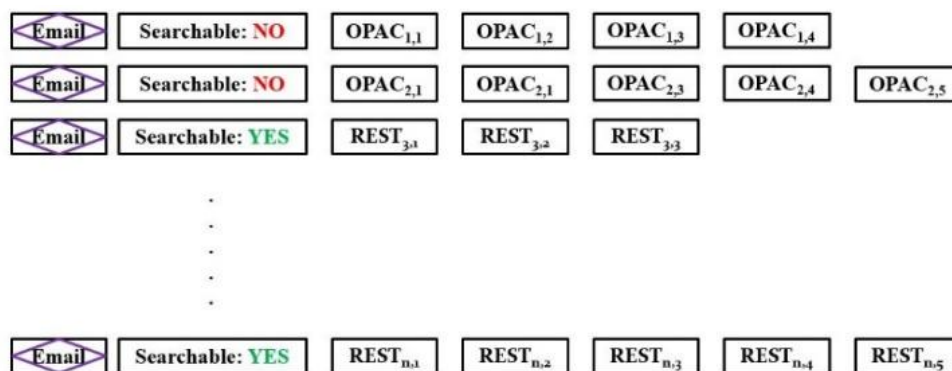 Email Searchable: NO OPAC1,1 OPAC1,2 OPAC1,3 OPAC1,4
Email Searchable: NO OPAC2,1 OPAC2,1 OPAC2,3 OPAC2,4 OPAC2,5
Email Searchable: YES REST3,1 REST3,2 REST3,3
Email Searchable: YES RESTn,1 RESTn,2 RESTn,3 RESTn,4 RESTn,5